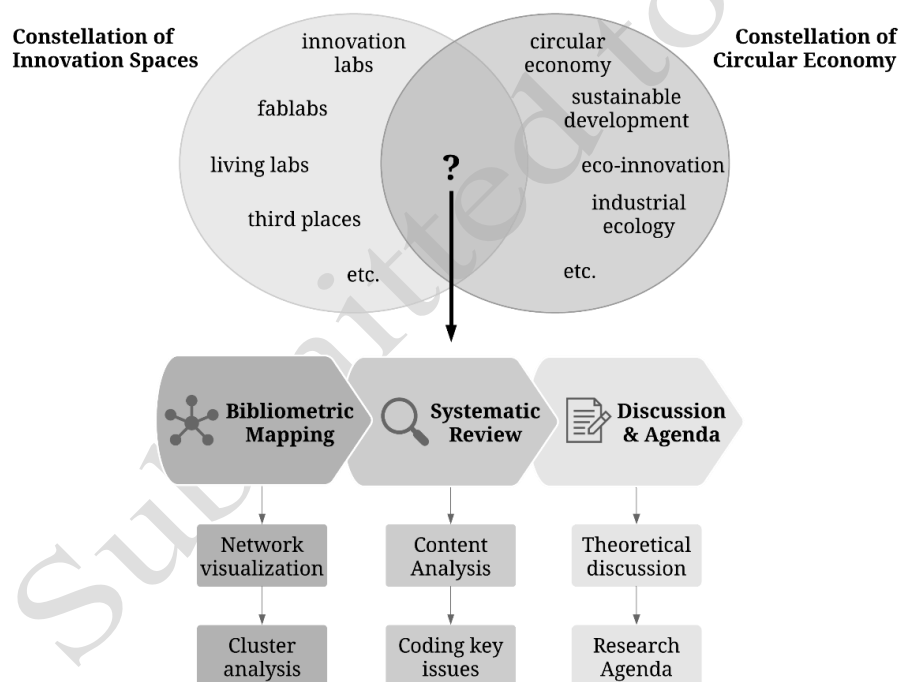 Constellation of
Innovation Spaces
Constellation of
Circular Economy
innovation
labs
fablabs
living labs
third places
etc.
?
circular
economy
sustainable
development
eco-innovation
industrial
ecology
etc.
Bibliometric
Mapping
Systematic
Review
Discussion
& Agenda
Network
visualization
Content
Analysis
Theoretical
discussion
Cluster
analysis
Coding key
issues
Research
Agenda
Submitted to